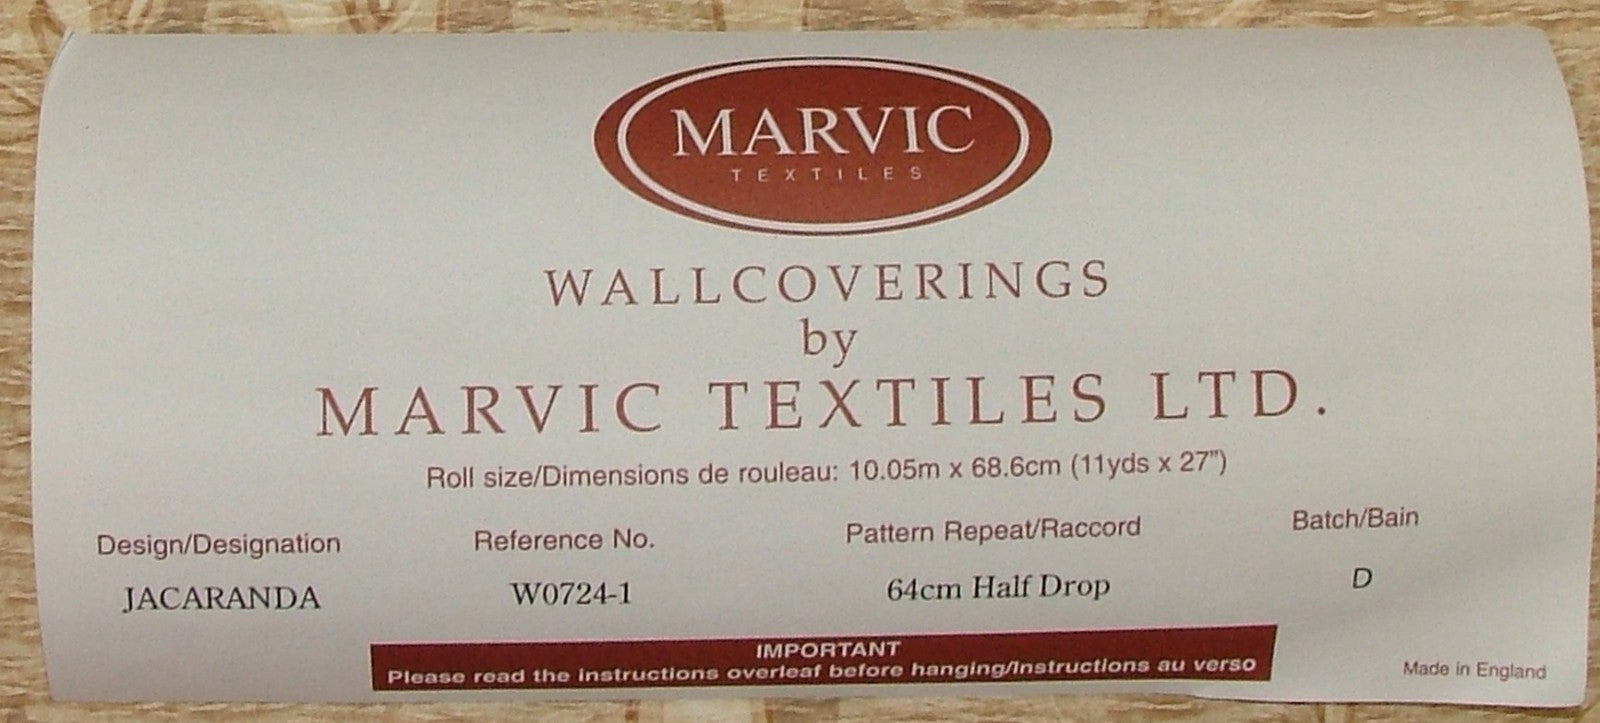 MARVIC
TEXTILES
WALLCOVERINGS
by
MARVIC TEXTILES LTD.
Roll size/Dimensions de rouleau: 10.05m x 68.6cm (11yds x 27")
Design/Designation Reference No. Pattern Repeat/Raccord Batch/Bain
JACARANDA W0724-1 64cm Half Drop D
IMPORTANT
Please read the instructions overleaf before hanging/Instructions au verso
Made in England